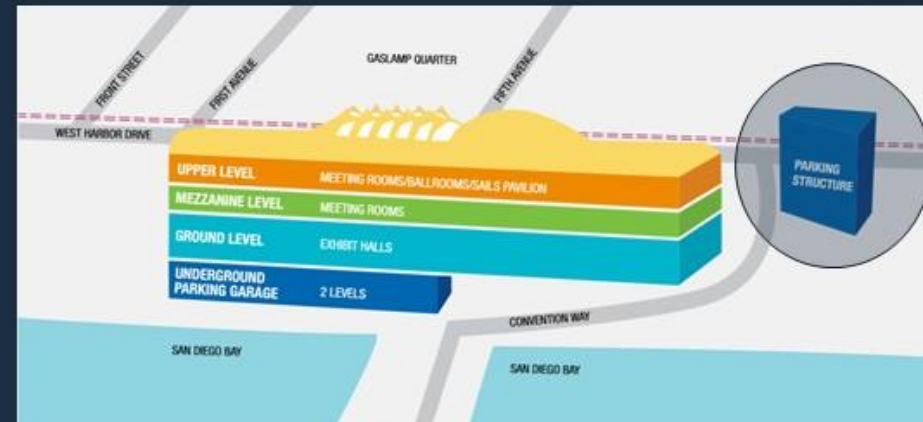 GASLAMP QUARTER
FRONT STREET
FIRST AVENUE
FIFTH AVENUE
WEST HARBOR DRIVE
PARKING
STRUCTURE
UPPER LEVEL
MEETING ROOMS/BALLROOMS/SAILS PAVILION
MEZZANINE LEVEL
MEETING ROOMS
GROUND LEVEL
EXHIBIT HALLS
UNDERGROUND
PARKING GARAGE
2 LEVELS
CONVENTION WAY
SAN DIEGO BAY
SAN DIEGO BAY